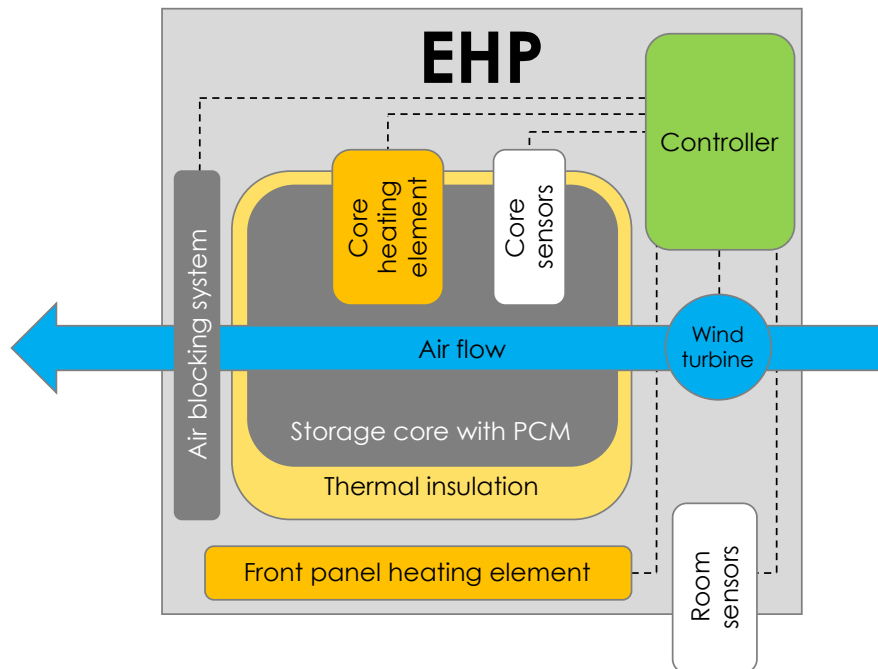 EHP
Controller
Core
heating
element
Core
sensors
Air blocking system
Air flow
Wind
turbine
Storage core with PCM
Thermal insulation
Front panel heating element
Room
sensors